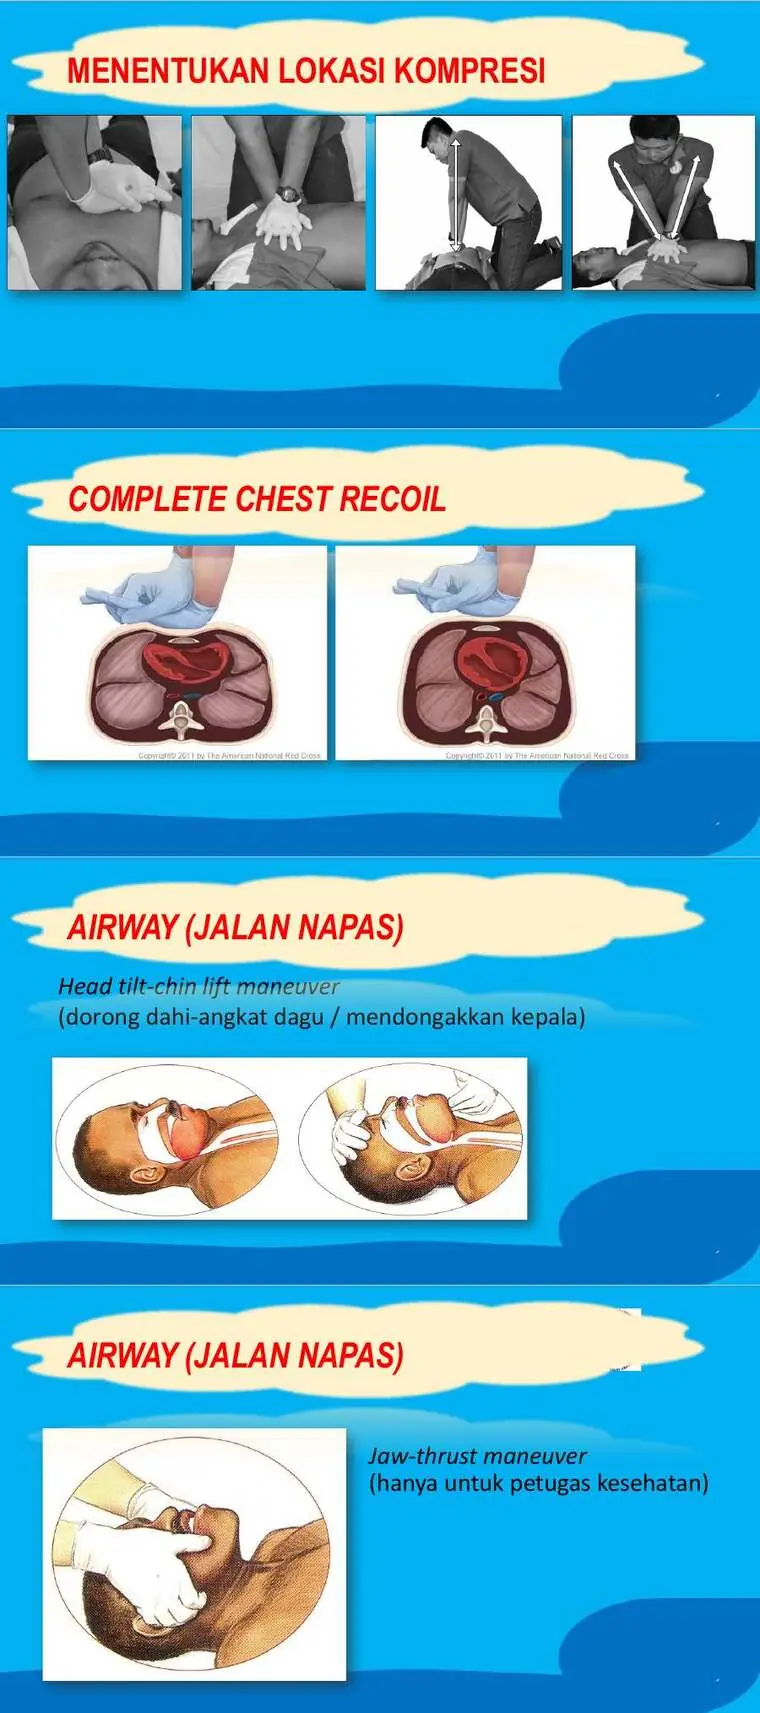 MENENTUKAN LOKASI KOMPRESI
COMPLETE CHEST RECOIL
Copyright© 2011 by The American National Red Cross
Copyright© 2011 by The American National Red Cross
AIRWAY (JALAN NAPAS)
Head tilt-chin lift maneuver
(dorong dahi-angkat dagu / mendongakkan kepala)
AIRWAY (JALAN NAPAS)
Jaw-thrust maneuver
(hanya untuk petugas kesehatan)